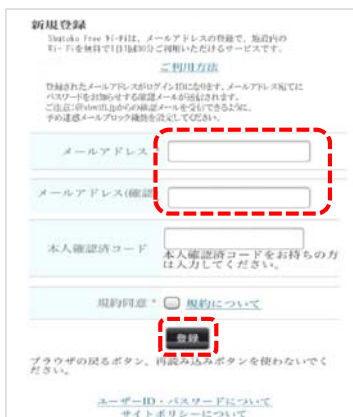 新規登録
Shutoko Free Wi-Fiは、メールアドレスの登録で、施設内の
Wi-Fiを無料で1日1回30分ご利用いただけるサービスです。
ご利用方法
登録されたメールアドレスがログインIDになります。メールアドレス宛てに
パスワードをお知らせする確認メールが送信されます。
からの確認メールを受信できるように、
予め迷惑メールブロック機能を設定してください。
メールアドレス *
メールアドレス(確認
本人確認済コード
本人確認済コードをお持ちの方
は入力してください。
規約同意 * 規約について
登録
ブラウザの戻るボタン、再読み込みボタンを使わないでく
ださい。
ユーザーID・パスワードについて
サイトポリシーについて